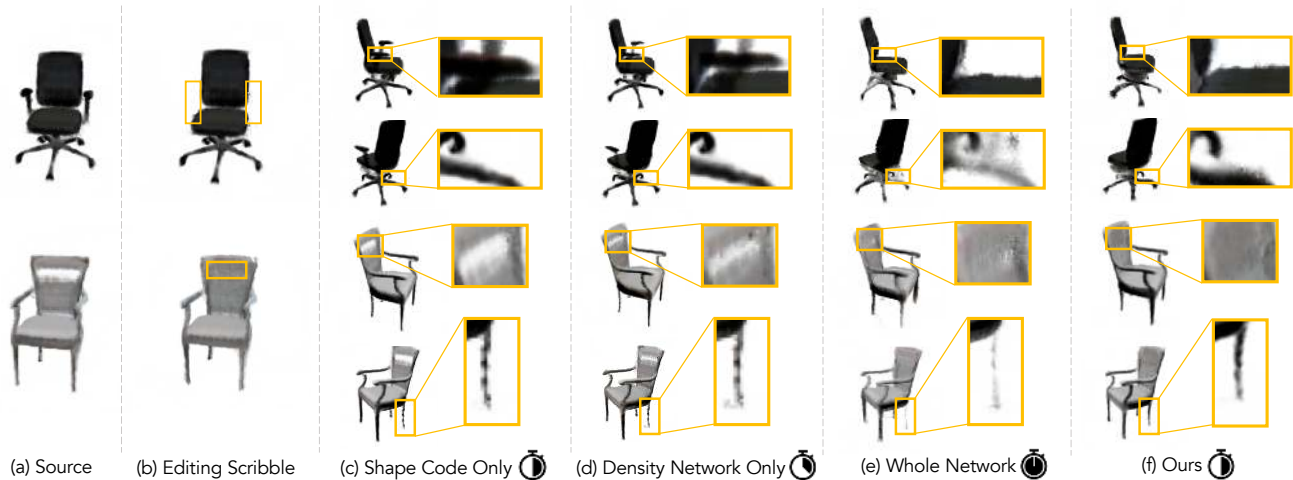 (a) Source
(b) Editing Scribble
(c) Shape Code Only
(d) Density Network Only
(e) Whole Network
(f) Ours